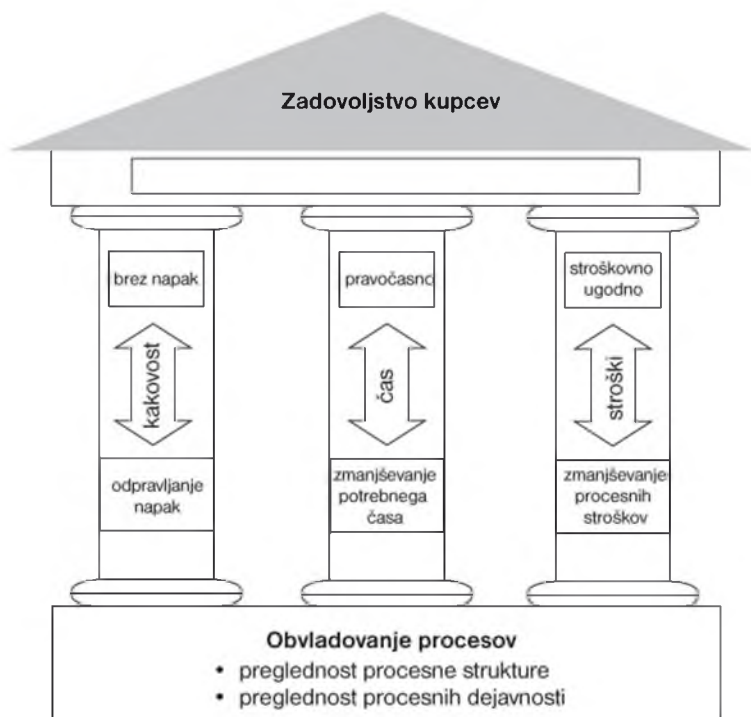 Zadovoljstvo kupcev
brez napak
kakovost
odpravljanje
napak
pravočasno
čas
zmanjševanje
potrebnega
časa
stroškovno
ugodno
stroški
zmanjševanje
procesnih
stroškov
Obvladovanje procesov
• preglednost procesne strukture
• preglednost procesnih dejavnosti